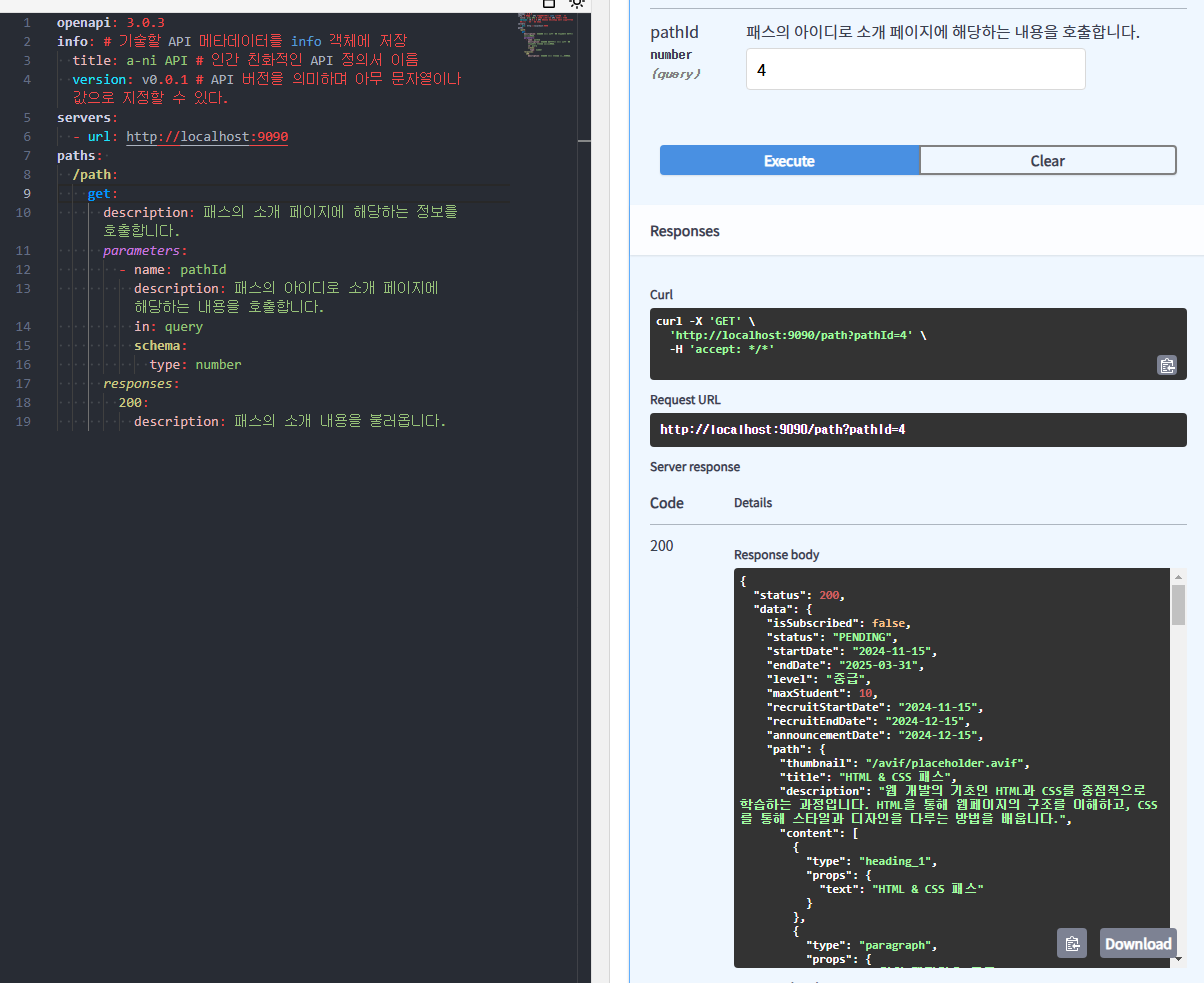 1 openapi: 3.0.3
2 info: # 기술할 API 메타데이터를 info 객체에 저장
3 title: a-ni API # 인간 친화적인 API 정의서 이름
4 version: v0.0.1 # API 버전을 의미하며 아무 문자열이나
값으로 지정할 수 있다.
5 servers:
6 - url: http://localhost:9090
7 paths:
8 /path:
9 get:
10 description: 패스의 소개 페이지에 해당하는 정보를
호출합니다.
11 parameters:
12 - name: pathId
13 description: 패스의 아이디로 소개 페이지에
해당하는 내용을 호출합니다.
14 in: query
15 schema:
16 type: number
17 responses:
18 200:
19 description: 패스의 소개 내용을 불러옵니다.
pathId
패스의 아이디로 소개 페이지에 해당하는 내용을 호출합니다.
number
(query)
4
Execute
Clear
Responses
Curl
curl -X 'GET' \
'http://localhost:9090/path?pathId=4' \
-H 'accept: */*'
Request URL
http://localhost:9090/path?pathId=4
Server response
Code Details
200
Response body
{
"status": 200,
"data": {
"isSubscribed": false,
"status": "PENDING",
"startDate": "2024-11-15",
"endDate": "2025-03-31",
"level": "중급",
"maxStudent": 10,
"recruitStartDate": "2024-11-15",
"recruitEndDate": "2024-12-15",
"announcementDate": "2024-12-15",
"path": {
"thumbnail": "/avif/placeholder.avif",
"title": "HTML & CSS 패스",
"description": "웹 개발의 기초인 HTML과 CSS를 중점적으로
학습하는 과정입니다. HTML을 통해 웹페이지의 구조를 이해하고, CSS
를 통해 스타일과 디자인을 다루는 방법을 배웁니다.",
"content": [
{
"type": "heading_1",
"props": {
"text": "HTML & CSS 패스"
}
},
{
"type": "paragraph",
"props": {
Download